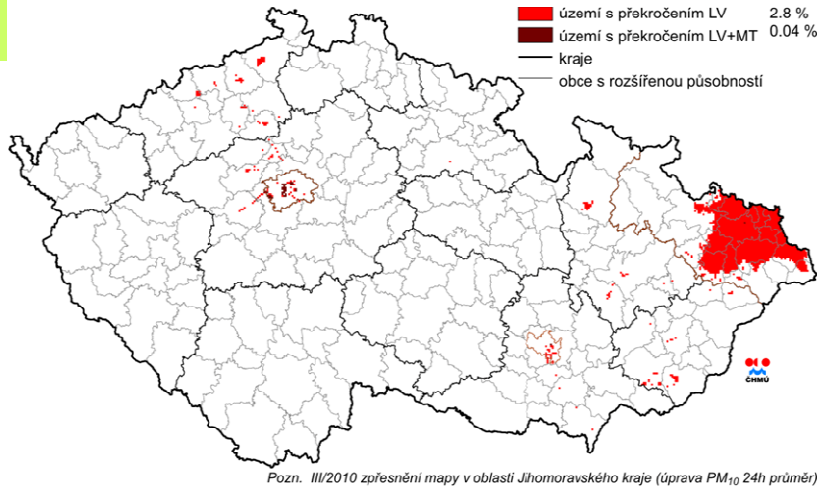 území s překročením LV 2.8 %
území s překročením LV+MT 0.04 %
kraje
obce s rozšířenou působností
ČHMÚ
Pozn. III/2010 zpřesnění mapy v oblasti Jihomoravského kraje (úprava PM₁₀ 24h průměr)